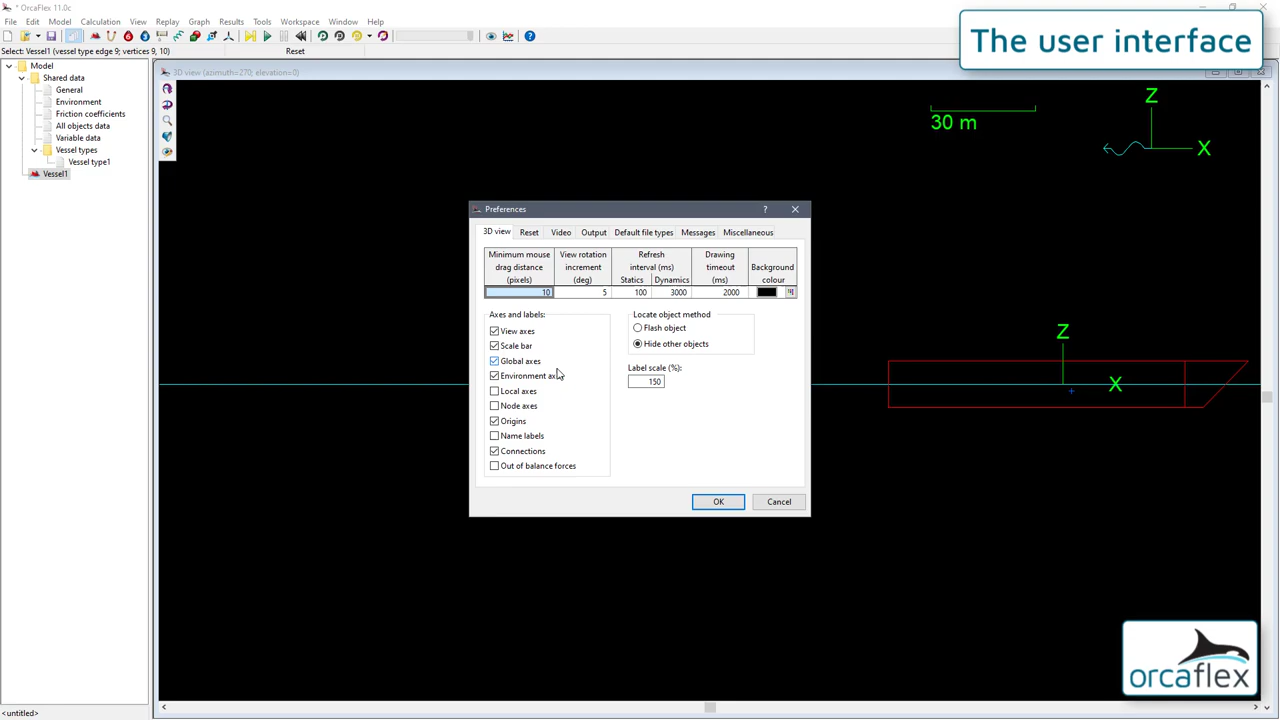 * OrcaFlex 11.0c
File Edit Model Calculation View Replay Graph Results Tools Workspace Window Help
Select: Vessel1 (vessel type edge 9; vertices 9, 10)
Reset
The user interface
Model
Shared data
General
Environment
Friction coefficients
All objects data
Variable data
Vessel types
Vessel type1
Vessel1
3D view (azimuth=270; elevation=0)
30 m
Z
X
Z
X
Preferences
3D view Reset Video Output Default file types Messages Miscellaneous
Minimum mouse drag distance (pixels)
View rotation increment (deg)
Refresh interval (ms)
Statics Dynamics
Drawing timeout (ms)
Background colour
10 5 100 3000 2000
Axes and labels:
View axes
Scale bar
Global axes
Environment axes
Local axes
Node axes
Origins
Name labels
Connections
Out of balance forces
Locate object method
Flash object
Hide other objects
Label scale (%):
150
OK Cancel
orcaflex
<untitled>